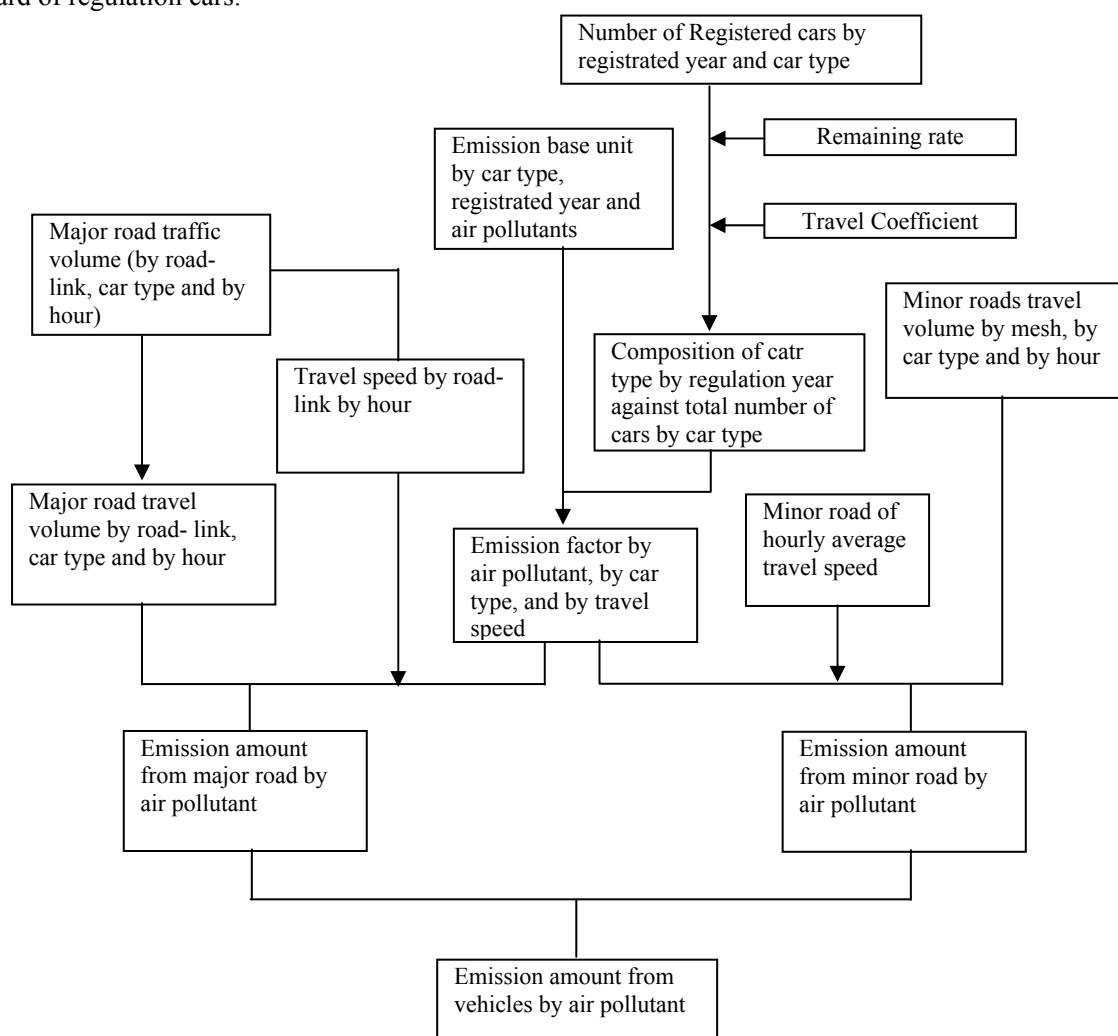 ard of regulation cars.
Number of Registered cars by
registrated year and car type
Remaining rate
Emission base unit
by car type,
registrated year and
air pollutants
Travel Coefficient
Major road traffic
volume (by road-
link, car type and by
hour)
Minor roads travel
volume by mesh, by
car type and by hour
Travel speed by road-
link by hour
Composition of catr
type by regulation year
against total number of
cars by car type
Major road travel
volume by road- link,
car type and by hour
Emission factor by
air pollutant, by car
type, and by travel
speed
Minor road of
hourly average
travel speed
Emission amount
from major road by
air pollutant
Emission amount
from minor road by
air pollutant
Emission amount from
vehicles by air pollutant